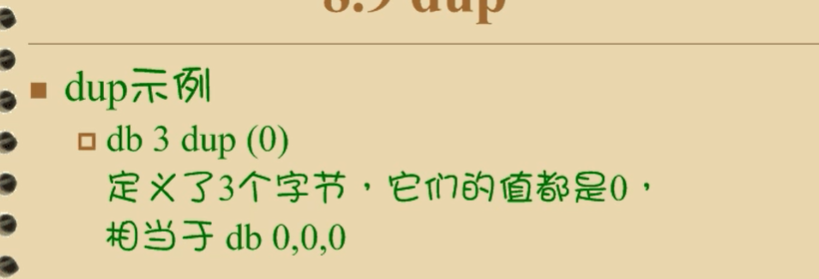 8.9 dup
dup示例
db 3 dup (0)
定义了3个字节，它们的值都是0，
相当于 db 0,0,0